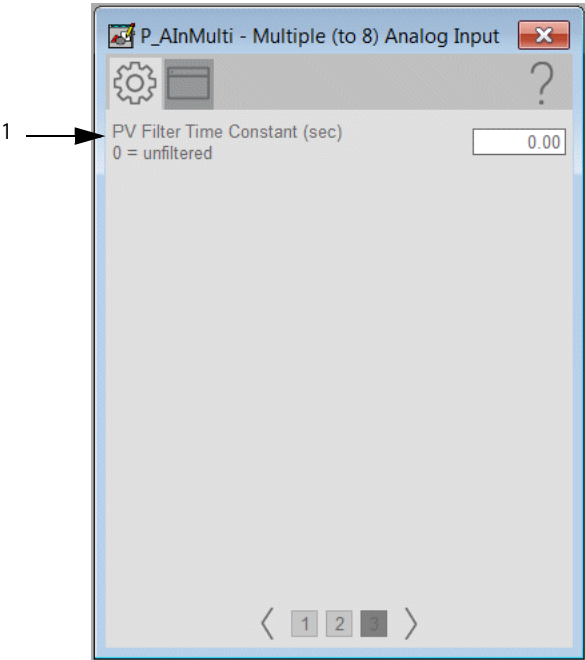 P_AInMulti - Multiple (to 8) Analog Input
1
PV Filter Time Constant (sec)
0 = unfiltered
0.00
1 2 3